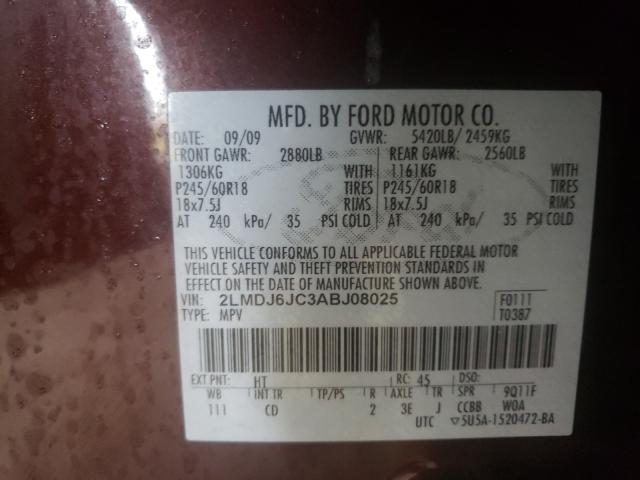 MFD. BY FORD MOTOR CO.
DATE: 09/09 GVWR: 5420LB/ 2459KG
FRONT GAWR: 2880LB REAR GAWR: 2560LB
1306KG WITH 1161KG WITH
P245/60R18 TIRES P245/60R18 TIRES
18x7.5J RIMS 18x7.5J RIMS
AT 240 kPa/ 35 PSI COLD AT 240 kPa/ 35 PSI COLD
THIS VEHICLE CONFORMS TO ALL APPLICABLE FEDERAL MOTOR
VEHICLE SAFETY AND THEFT PREVENTION STANDARDS IN
EFFECT ON THE DATE OF MANUFACTURE SHOWN ABOVE.
VIN: 2LMDJ6JC3ABJ08025 F0111
TYPE: MPV T0387
EXT PNT: HT RC: 45 DSO:
WB INT TR TP/PS R AXLE TR SPR 9Q11F
111 CD 2 3E J CCBB WOA
UTC ▽5U5A-1520472-BA